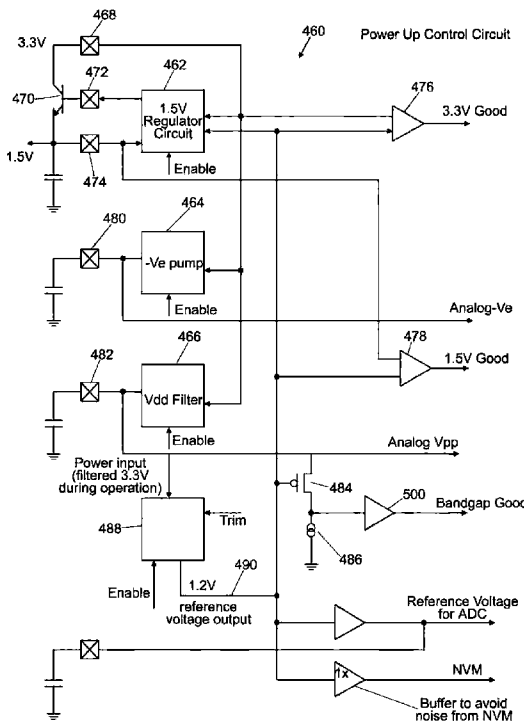 468
460
Power Up Control Circuit
3.3V
472
462
470
476
1.5V
Regulator
Circuit
3.3V Good
1.5V
474
Enable
480
464
-Ve pump
Enable
Analog-Ve
478
482
466
1.5V Good
Vdd Filter
Enable
Analog Vpp
Power input
(filtered 3.3V
during operation)
484
500
Bandgap Good
488
Trim
486
Enable
1.2V
490
reference
voltage output
Reference Voltage
for ADC
1x
NVM
Buffer to avoid
noise from NVM